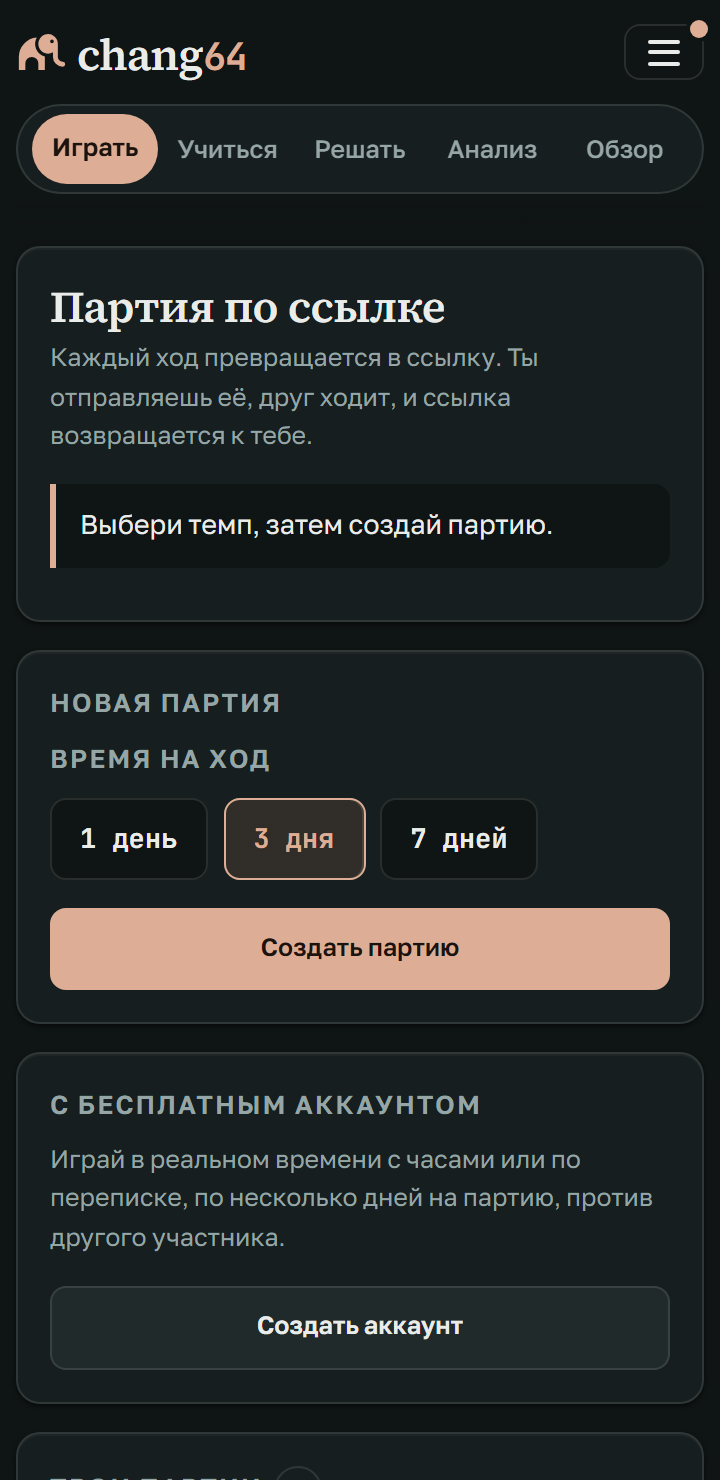 chang64
Играть
Учиться
Решать
Анализ
Обзор
Партия по ссылке
Каждый ход превращается в ссылку. Ты
отправляешь её, друг ходит, и ссылка
возвращается к тебе.
Выбери темп, затем создай партию.
НОВАЯ ПАРТИЯ
ВРЕМЯ НА ХОД
1 день
3 дня
7 дней
Создать партию
С БЕСПЛАТНЫМ АККАУНТОМ
Играй в реальном времени с часами или по
переписке, по несколько дней на партию, против
другого участника.
Создать аккаунт